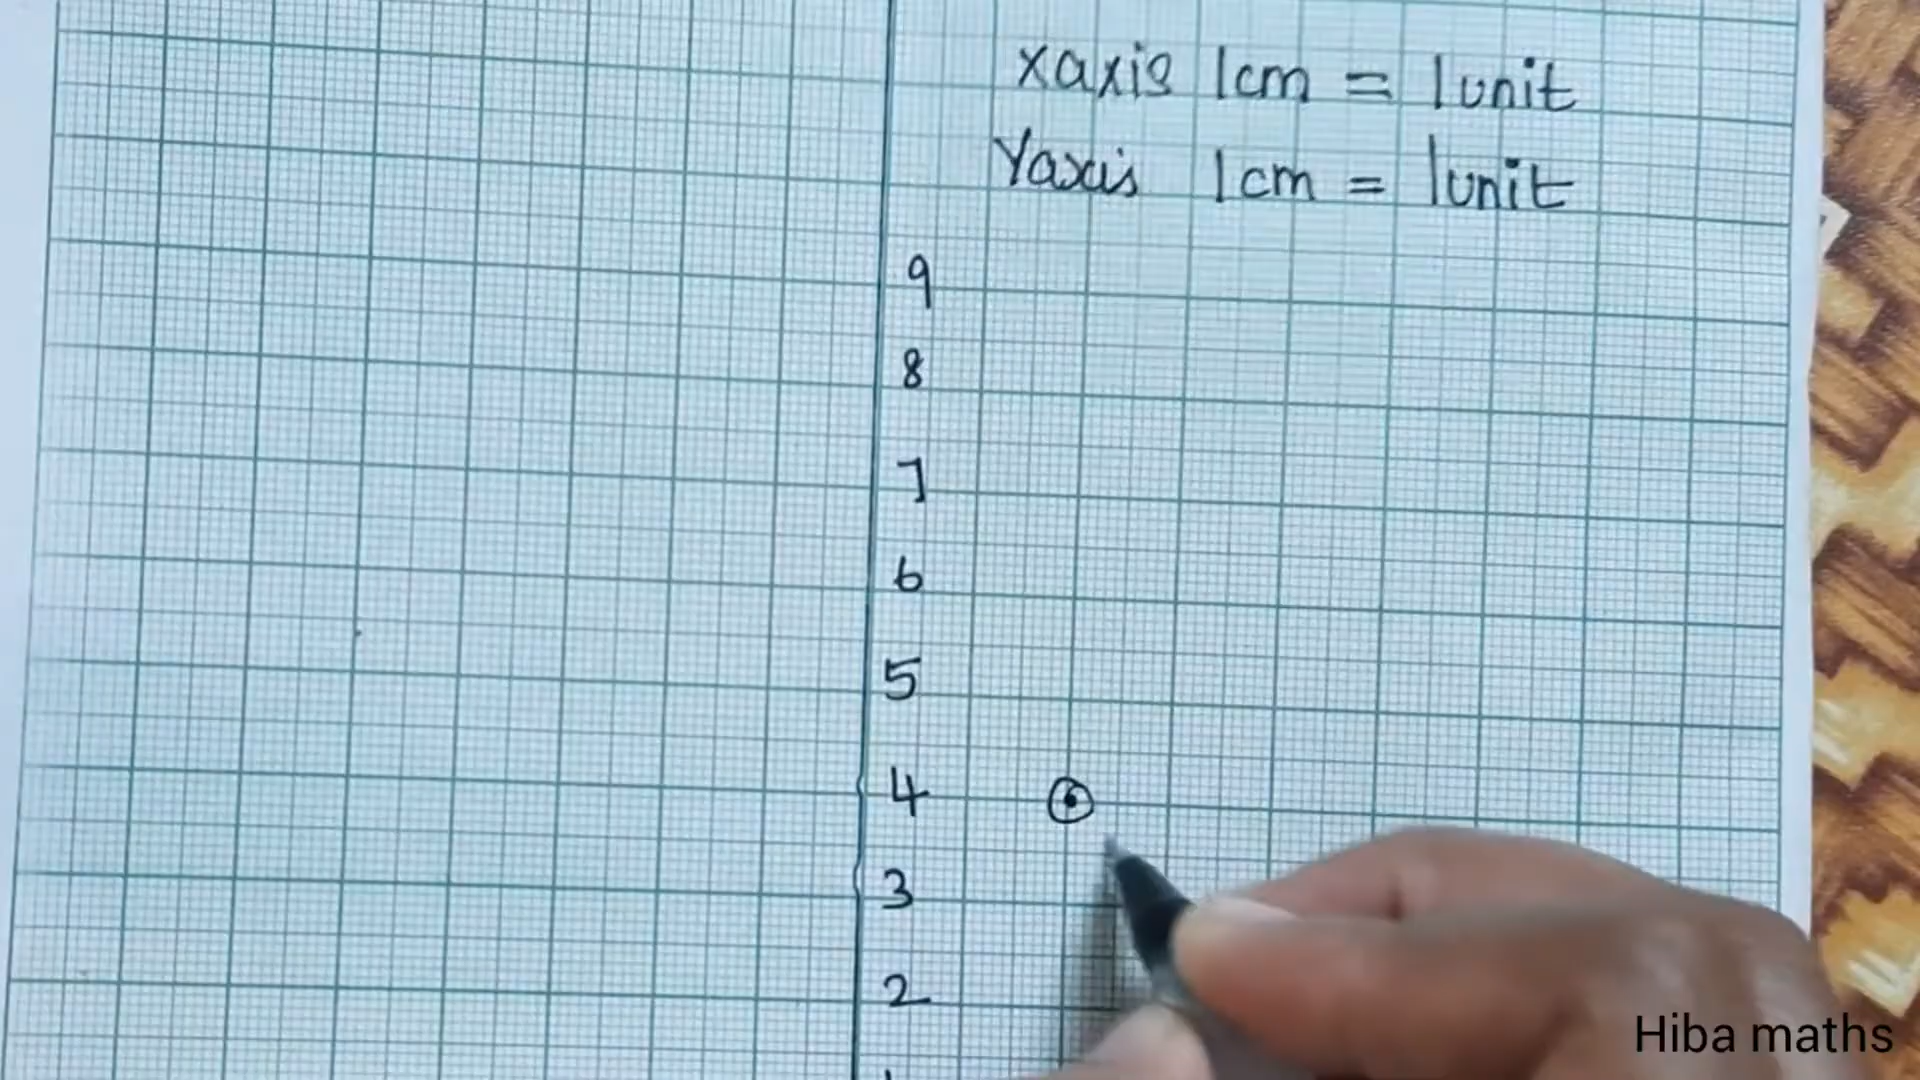 xaxis 1cm = 1unit
Yaxis 1cm = 1unit
9
8
7
6
5
4
3
2
Hiba maths